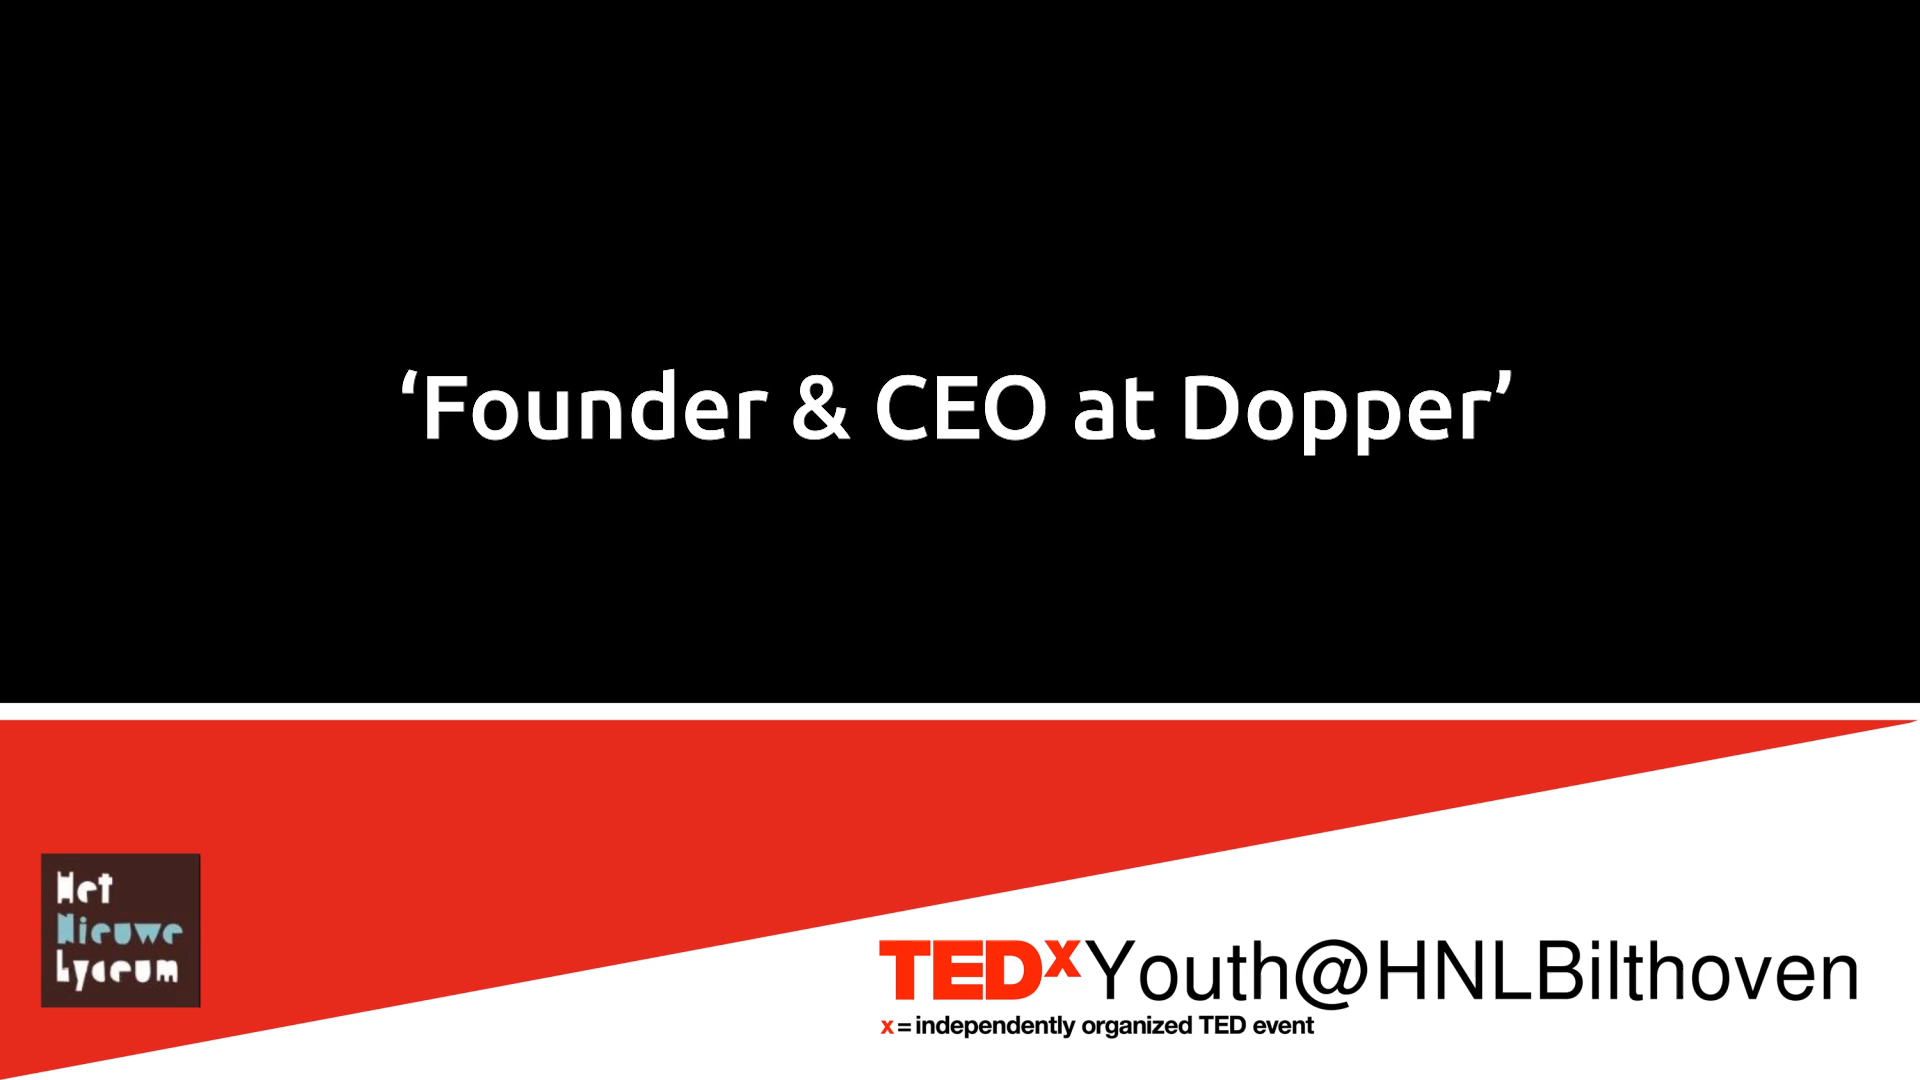 ‘Founder & CEO at Dopper’
Het
Nieuwe
Lyceum
TEDxYouth@HNLBilthoven
x = independently organized TED event